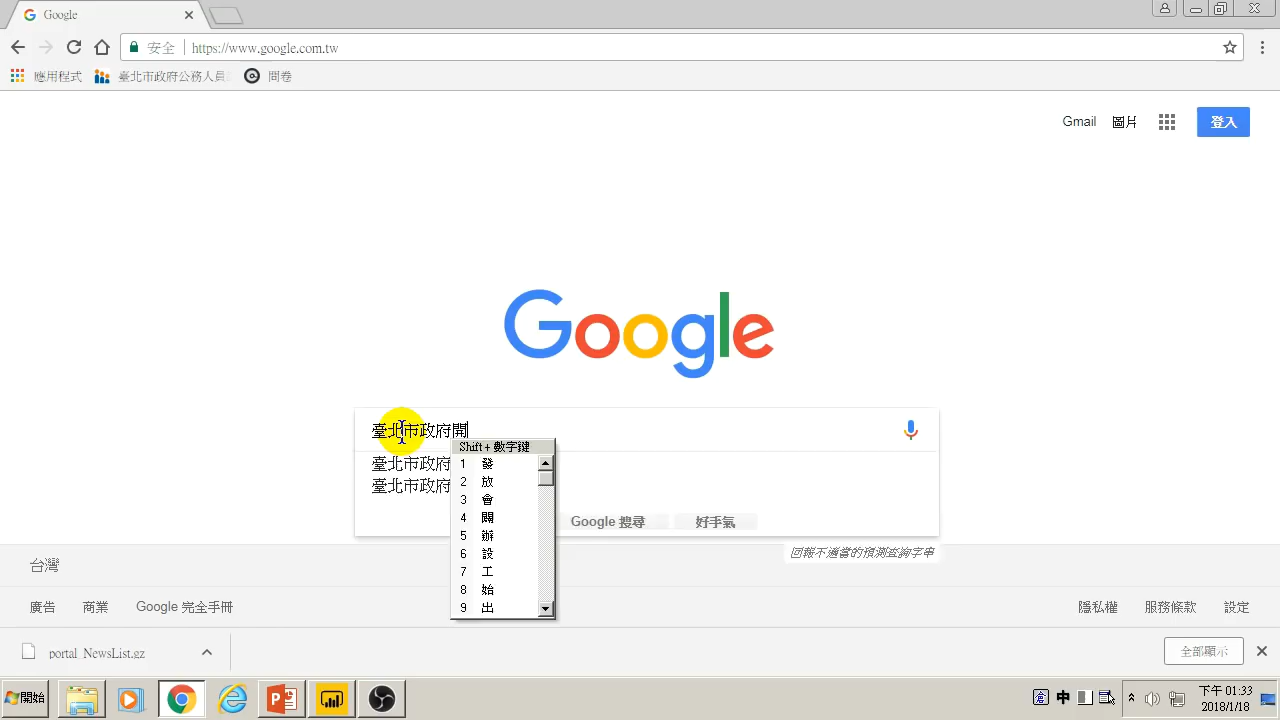 Google
安全
https://www.google.com.tw
應用程式
臺北市政府公務人員
問卷
Gmail
圖片
登入
Google
臺北市政府開
臺北市政府
臺北市政府
Shift+數字鍵
1 發
2 放
3 會
4 闢
5 辦
6 設
7 工
8 始
9 出
Google 搜尋
好手氣
回報不適當的預測查詢字串
台灣
廣告
商業
Google 完全手冊
隱私權
服務條款
設定
portal_NewsList.gz
全部顯示
開始
中
下午 01:33
2018/1/18